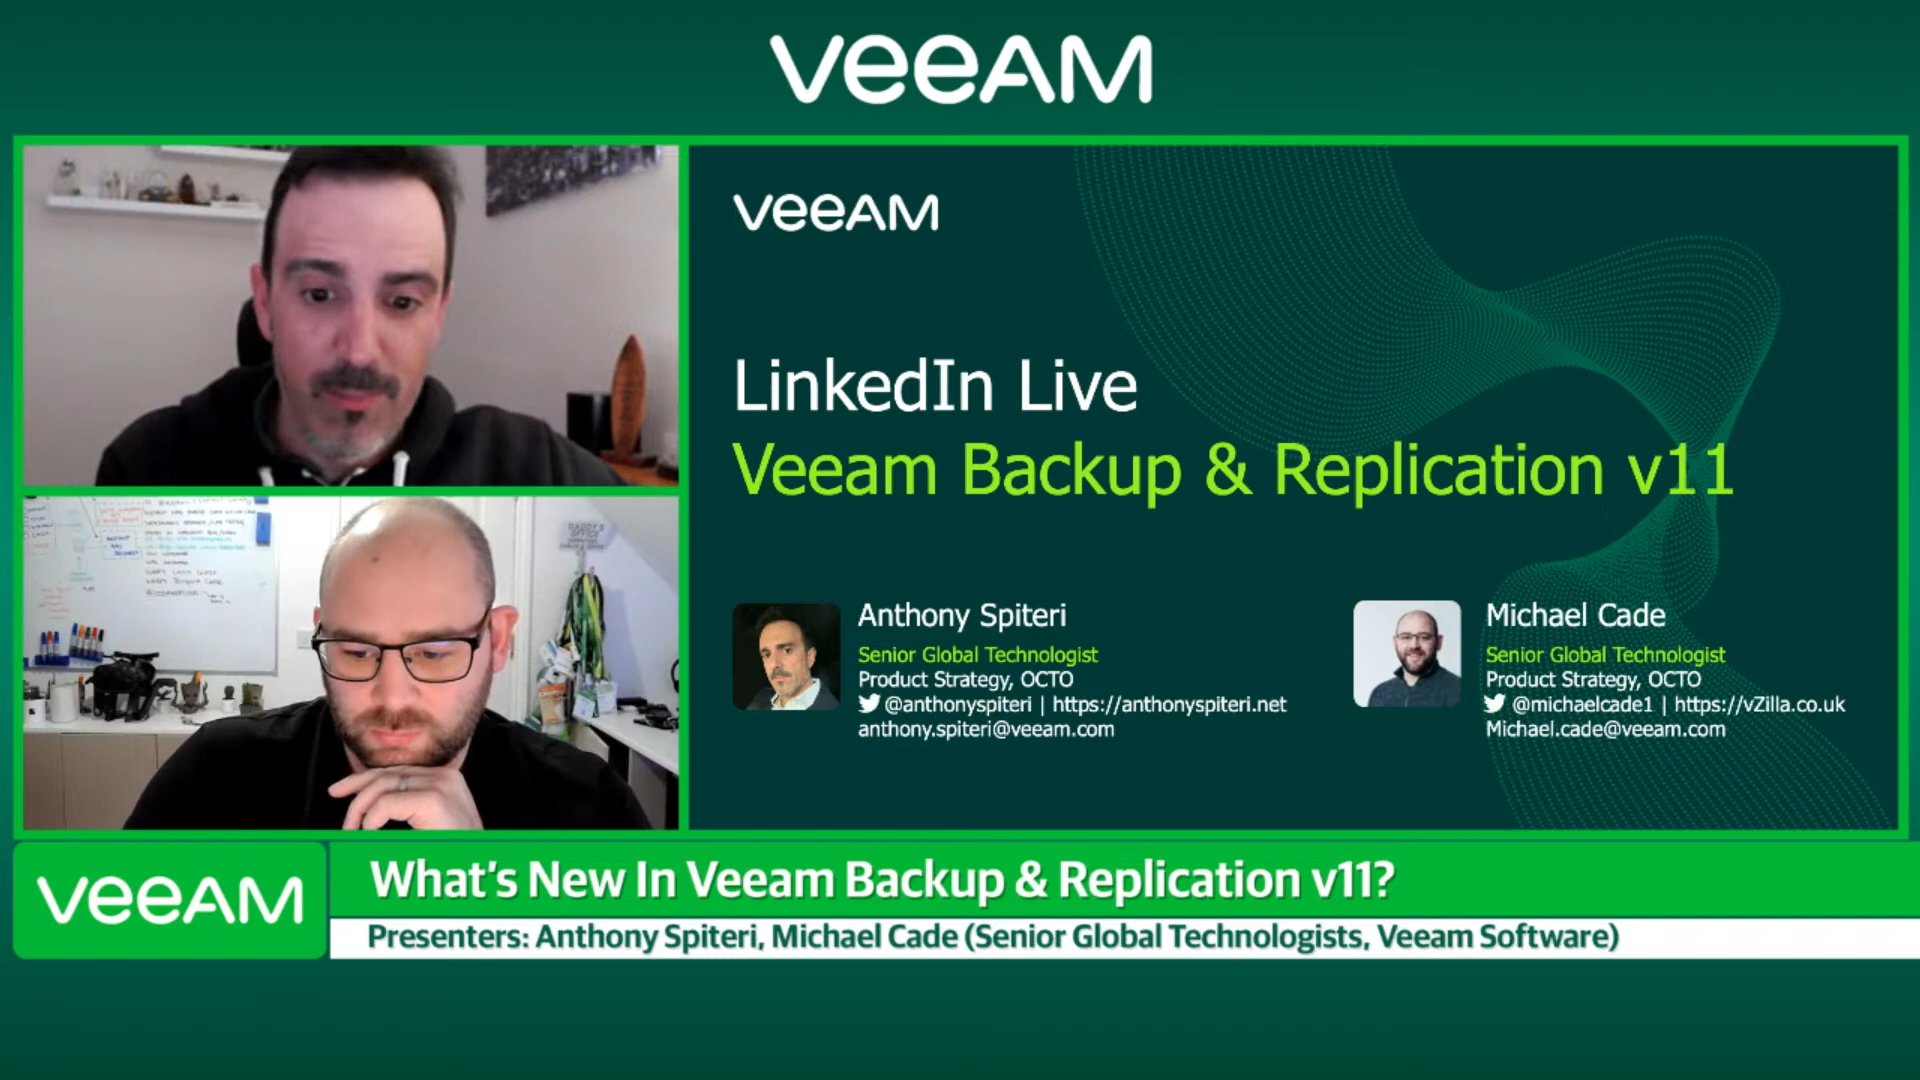 veeAM
veeAM
LinkedIn Live
Veeam Backup & Replication v11
Anthony Spiteri
Senior Global Technologist
Product Strategy, OCTO
@anthonyspiteri | https://anthonyspiteri.net
anthony.spiteri@veeam.com
Michael Cade
Senior Global Technologist
Product Strategy, OCTO
@michaelcade1 | https://vZilla.co.uk
Michael.cade@veeam.com
DADDY'S
OFFICE
veeAM
What's New In Veeam Backup & Replication v11?
Presenters: Anthony Spiteri, Michael Cade (Senior Global Technologists, Veeam Software)